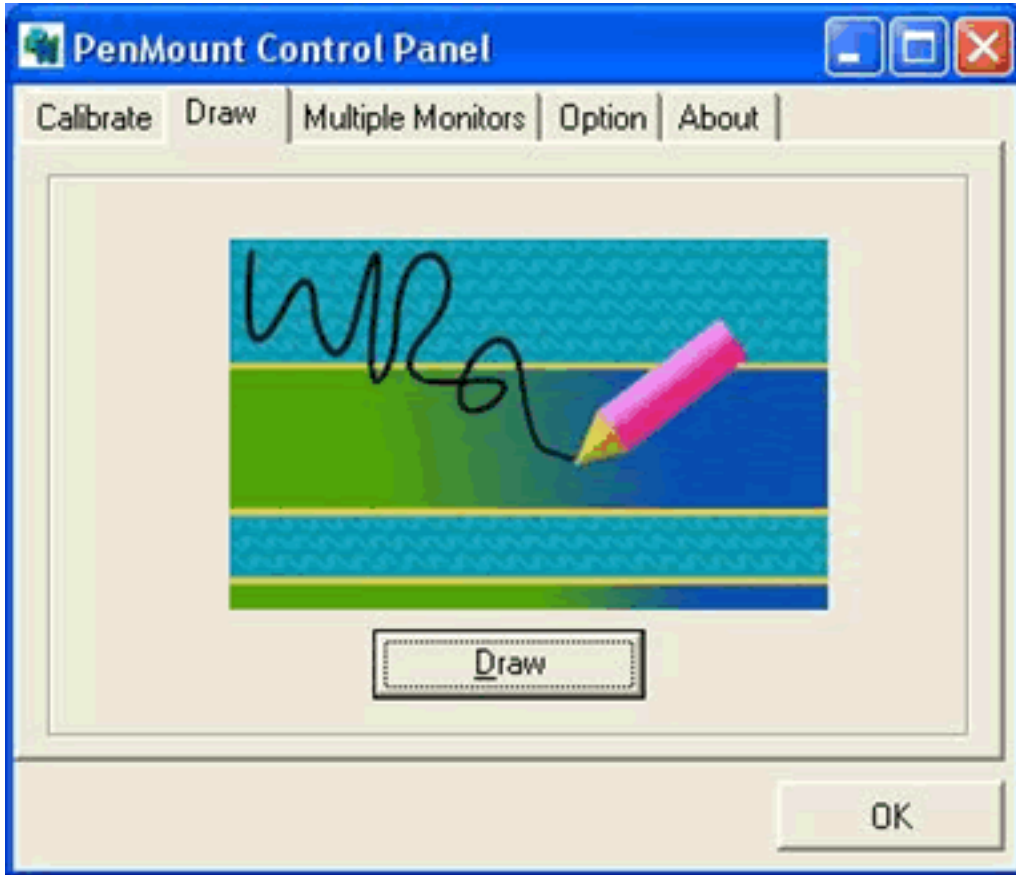 PenMount Control Panel
Calibrate Draw Multiple Monitors Option About
Draw
OK